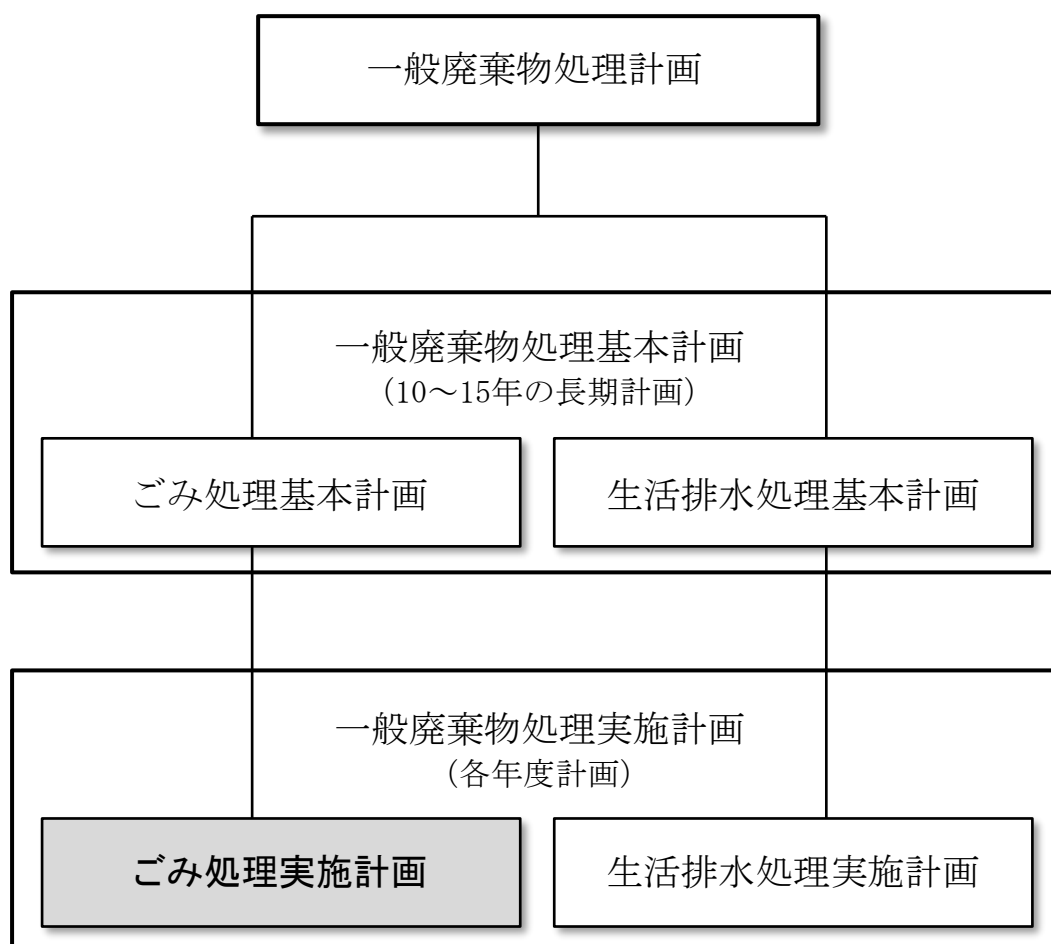 一般廃棄物処理計画
一般廃棄物処理基本計画
（10～15年の長期計画）
ごみ処理基本計画
生活排水処理基本計画
一般廃棄物処理実施計画
（各年度計画）
ごみ処理実施計画
生活排水処理実施計画